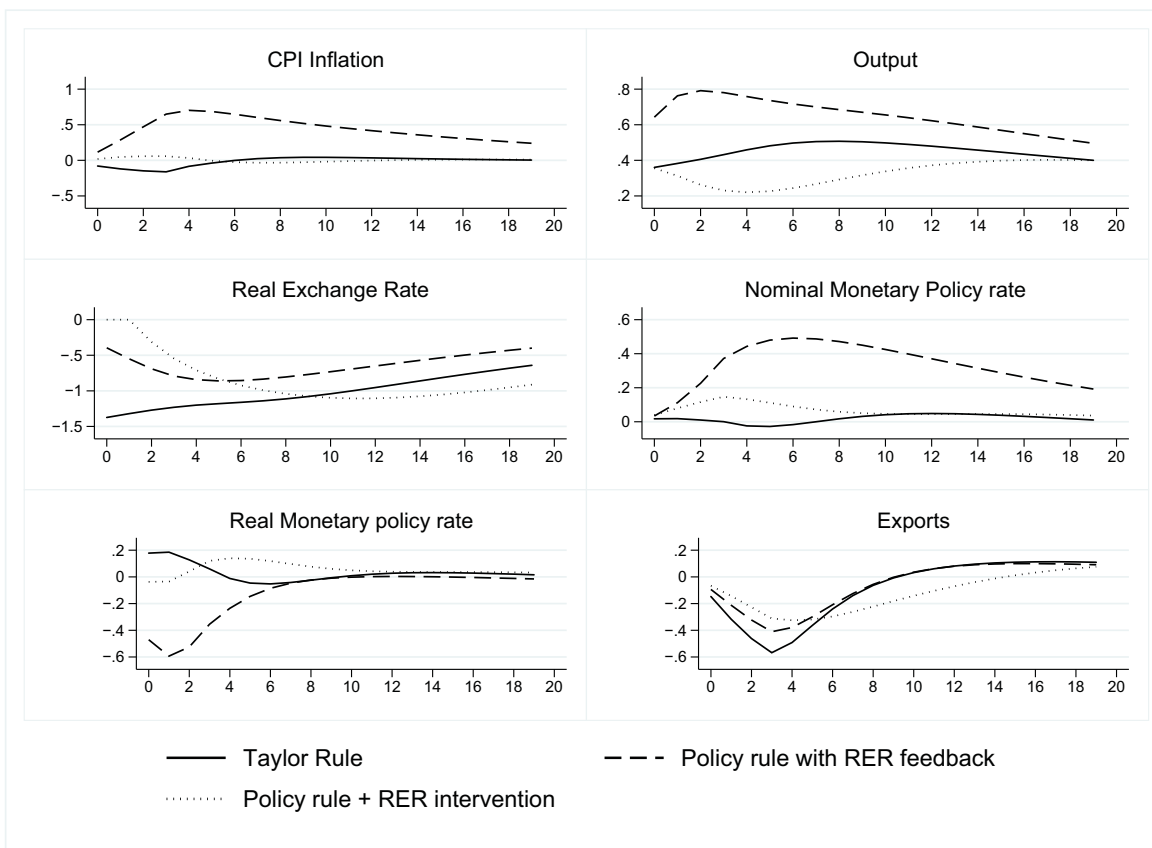 CPI Inflation
1
.5
0
−.5
0 2 4 6 8 10 12 14 16 18 20
Output
.8
.6
.4
.2
0 2 4 6 8 10 12 14 16 18 20
Real Exchange Rate
0
−.5
−1
−1.5
0 2 4 6 8 10 12 14 16 18 20
Nominal Monetary Policy rate
.6
.4
.2
0
0 2 4 6 8 10 12 14 16 18 20
Real Monetary policy rate
.2
0
−.2
−.4
−.6
0 2 4 6 8 10 12 14 16 18 20
Exports
.2
0
−.2
−.4
−.6
0 2 4 6 8 10 12 14 16 18 20
Taylor Rule
Policy rule with RER feedback
Policy rule + RER intervention